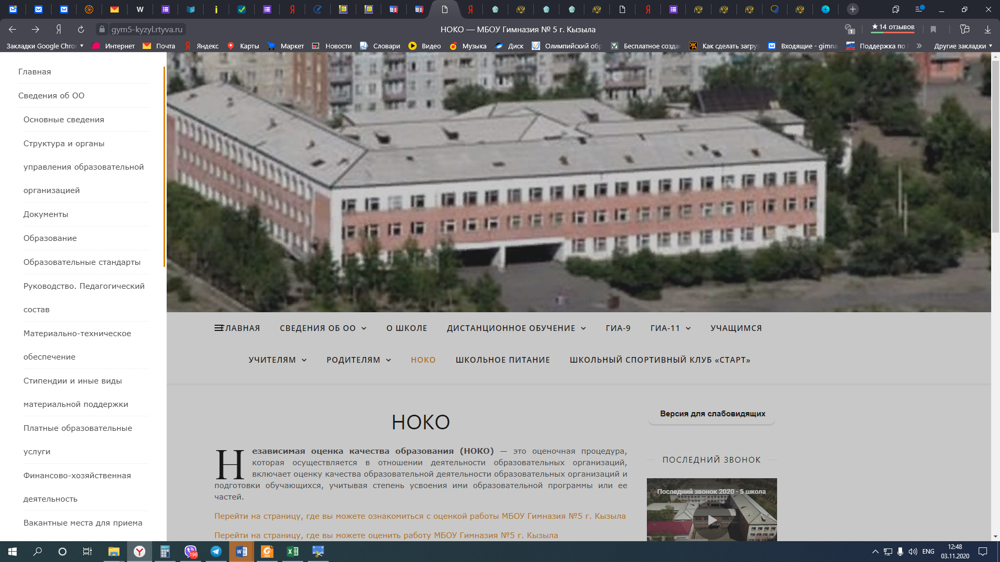 gym5-kyzyl.rtyva.ru
НОКО — МБОУ Гимназия № 5 г. Кызыла
1
★14 отзывов
Закладки Google Chro
Интернет
Почта
Яндекс
Карты
Маркет
Новости
Словари
Видео
Музыка
Диск
Олимпийский обр
Бесплатное созда
Как сделать загру
Входящие - gimna
Поддержка по
Другие закладки
Главная
Сведения об ОО
Основные сведения
Структура и органы
управления образовательной
организацией
Документы
Образование
Образовательные стандарты
Руководство. Педагогический
состав
Материально-техническое
обеспечение
Стипендии и иные виды
материальной поддержки
Платные образовательные
услуги
Финансово-хозяйственная
деятельность
Вакантные места для приема
ГЛАВНАЯ
СВЕДЕНИЯ ОБ ОО
О ШКОЛЕ
ДИСТАНЦИОННОЕ ОБУЧЕНИЕ
ГИА-9
ГИА-11
УЧАЩИМСЯ
УЧИТЕЛЯМ
РОДИТЕЛЯМ
НОКО
ШКОЛЬНОЕ ПИТАНИЕ
ШКОЛЬНЫЙ СПОРТИВНЫЙ КЛУБ «СТАРТ»
НОКО
Независимая оценка качества образования (НОКО) — это оценочная процедура,
которая осуществляется в отношении деятельности образовательных организаций,
включает оценку качества образовательной деятельности образовательных организаций и
подготовки обучающихся, учитывая степень усвоения ими образовательной программы или ее
частей.
Перейти на страницу, где вы можете ознакомиться с оценкой работы МБОУ Гимназия №5 г. Кызыла
Перейти на страницу, где вы можете оценить работу МБОУ Гимназия №5 г. Кызыла
Версия для слабовидящих
ПОСЛЕДНИЙ ЗВОНОК
Последний звонок 2020 - 5 школа
196
ENG
12:48
03.11.2020